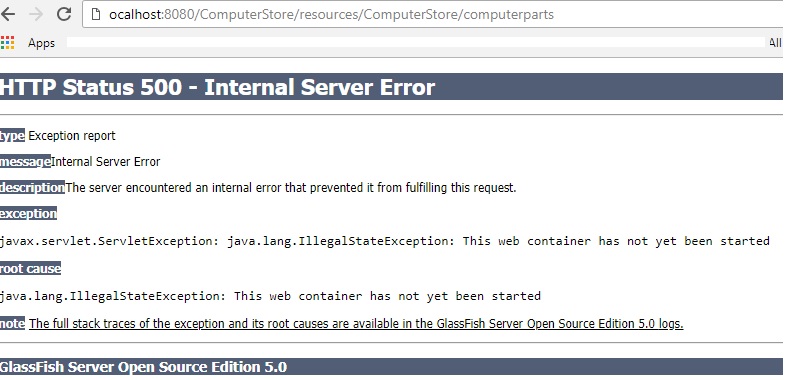 ocalhost:8080/ComputerStore/resources/ComputerStore/computerparts
Apps
All
HTTP Status 500 - Internal Server Error
type Exception report
messageInternal Server Error
descriptionThe server encountered an internal error that prevented it from fulfilling this request.
exception
javax.servlet.ServletException: java.lang.IllegalStateException: This web container has not yet been started
root cause
java.lang.IllegalStateException: This web container has not yet been started
note The full stack traces of the exception and its root causes are available in the GlassFish Server Open Source Edition 5.0 logs.
GlassFish Server Open Source Edition 5.0